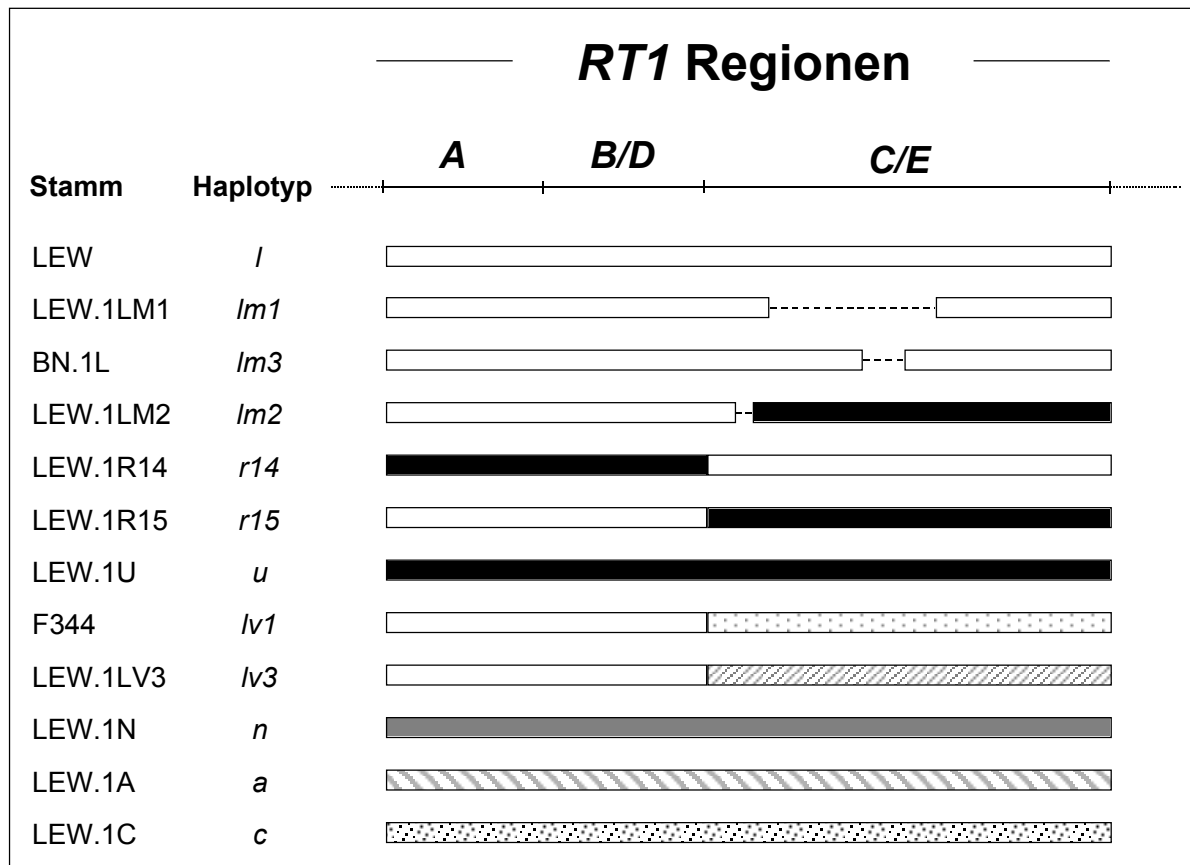 RT1 Regionen
A B/D C/E
Stamm Haplotyp
LEW l
LEW.1LM1 lm1
BN.1L lm3
LEW.1LM2 lm2
LEW.1R14 r14
LEW.1R15 r15
LEW.1U u
F344 lv1
LEW.1LV3 lv3
LEW.1N n
LEW.1A a
LEW.1C c